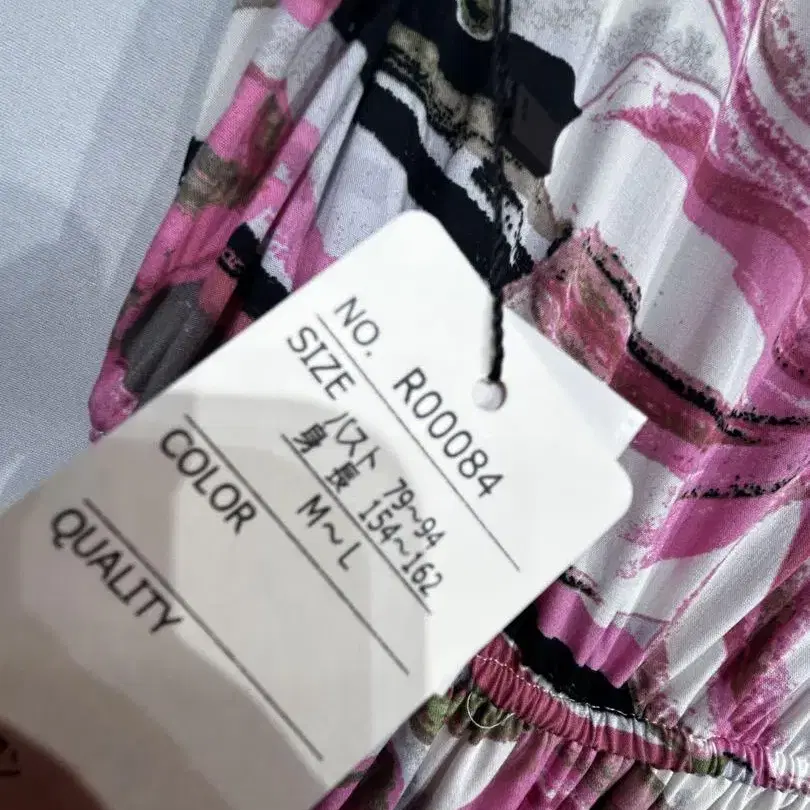 NO. R00084
SIZE バスト 79～94
身長 154～162
M～L
COLOR
QUALITY